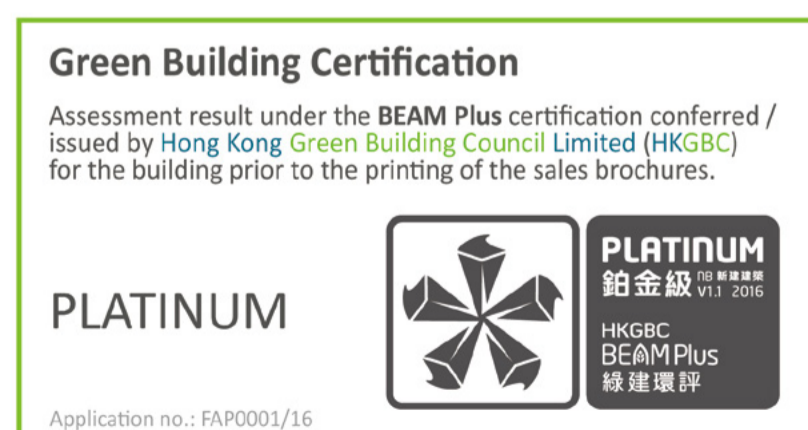 Green Building Certification
Assessment result under the BEAM Plus certification conferred /
issued by Hong Kong Green Building Council Limited (HKGBC)
for the building prior to the printing of the sales brochures.
PLATINUM
PLATINUM
鉑金級 NB 新建建築
V1.1 2016
HKGBC
BEAM Plus
綠建環評
Application no.: FAP0001/16